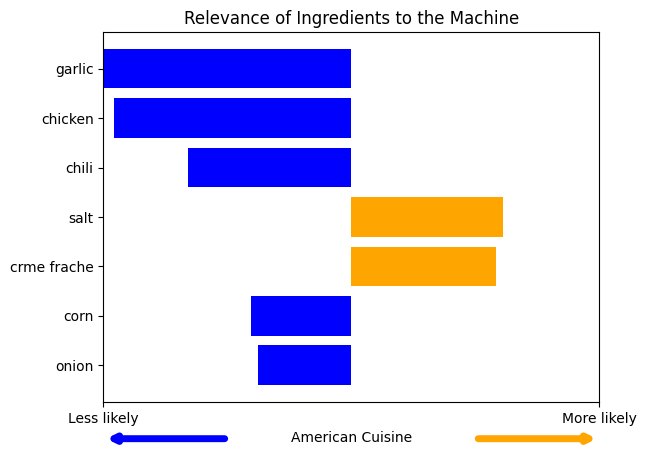 Relevance of Ingredients to the Machine
garlic
chicken
chili
salt
crme frache
corn
onion
Less likely
More likely
American Cuisine